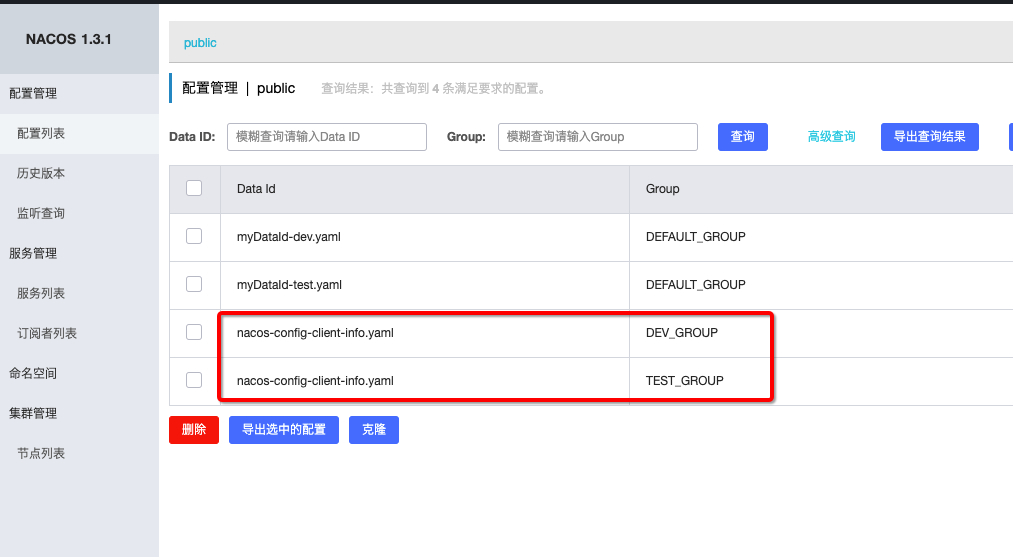 NACOS 1.3.1
配置管理
配置列表
历史版本
监听查询
服务管理
服务列表
订阅者列表
命名空间
集群管理
节点列表
public
配置管理 | public 查询结果：共查询到 4 条满足要求的配置。
Data ID: 模糊查询请输入Data ID Group: 模糊查询请输入Group 查询 高级查询 导出查询结果
Data Id Group
myDataId-dev.yaml DEFAULT_GROUP
myDataId-test.yaml DEFAULT_GROUP
nacos-config-client-info.yaml DEV_GROUP
nacos-config-client-info.yaml TEST_GROUP
删除 导出选中的配置 克隆